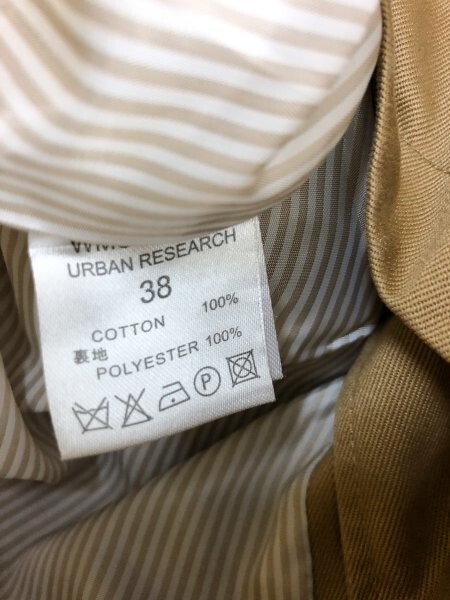 URBAN RESEARCH
38
COTTON 100%
裏地
POLYESTER 100%
P